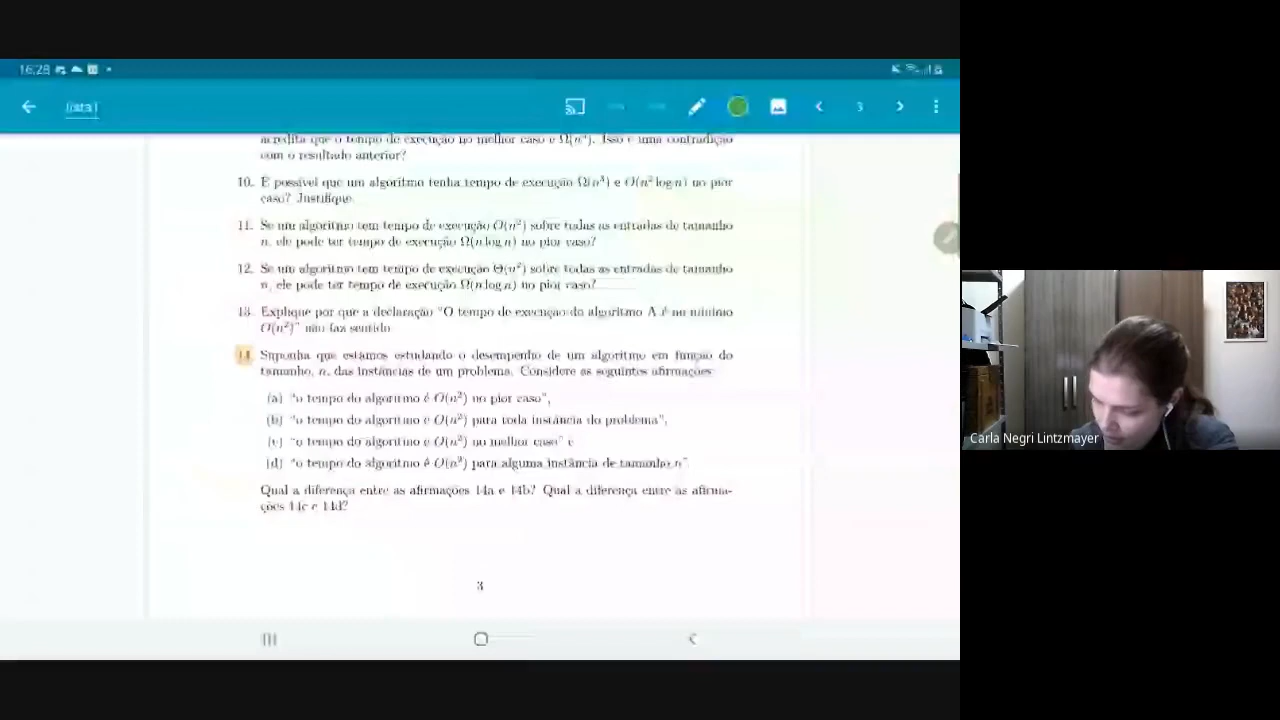 16:28
lista1
3
acredita que o tempo de execução no melhor caso é Ω(n²). Isso é uma contradição
com o resultado anterior?
10. É possível que um algoritmo tenha tempo de execução Ω(n³) e O(n² log n) no pior
caso? Justifique.
11. Se um algoritmo tem tempo de execução O(n²) sobre todas as entradas de tamanho
n, ele pode ter tempo de execução Ω(n log n) no pior caso?
12. Se um algoritmo tem tempo de execução Θ(n²) sobre todas as entradas de tamanho
n, ele pode ter tempo de execução Ω(n log n) no pior caso?
13. Explique por que a declaração "O tempo de execução do algoritmo A é no mínimo
O(n²)" não faz sentido.
14. Suponha que estamos estudando o desempenho de um algoritmo em função do
tamanho, n, das instâncias de um problema. Considere as seguintes afirmações:
(a) "o tempo do algoritmo é O(n²) no pior caso",
(b) "o tempo do algoritmo é O(n²) para toda instância do problema",
(c) "o tempo do algoritmo é O(n²) no melhor caso" e
(d) "o tempo do algoritmo é O(n²) para alguma instância de tamanho n".
Qual a diferença entre as afirmações 14a e 14b? Qual a diferença entre as afirma-
ções 14c e 14d?
3
Carla Negri Lintzmayer